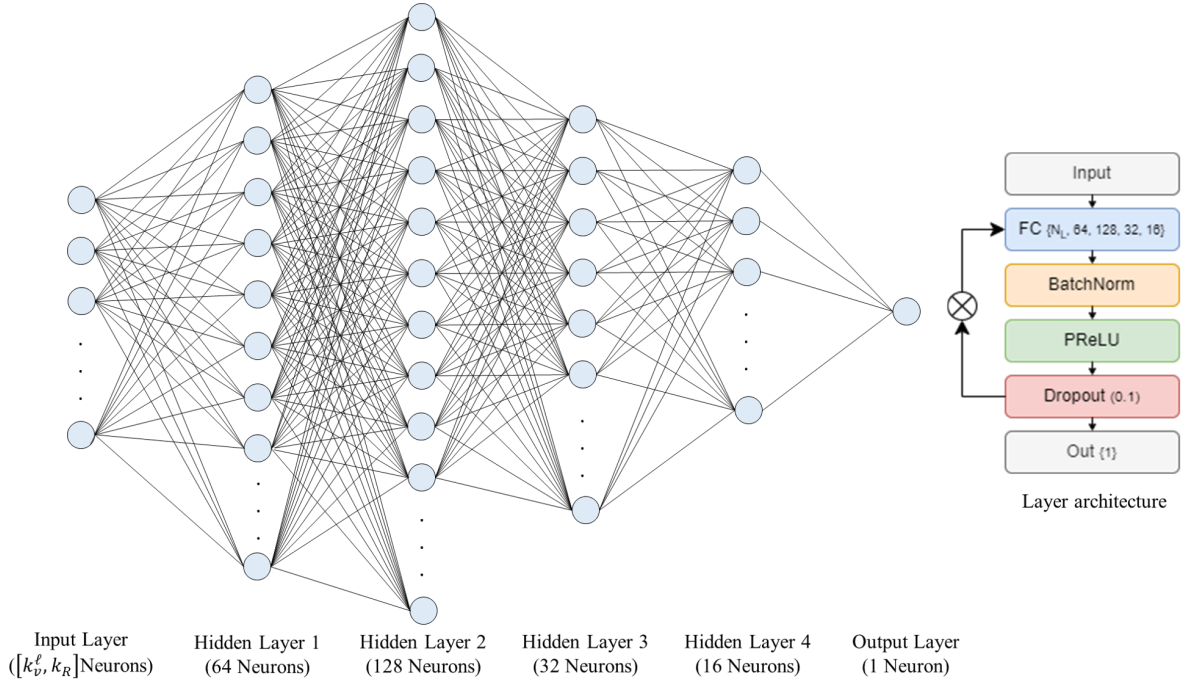 Input
FC {N_L, 64, 128, 32, 16}
BatchNorm
PReLU
Dropout (0.1)
Out {1}
Layer architecture
Input Layer
([k_v^ℓ, k_R] Neurons)
Hidden Layer 1
(64 Neurons)
Hidden Layer 2
(128 Neurons)
Hidden Layer 3
(32 Neurons)
Hidden Layer 4
(16 Neurons)
Output Layer
(1 Neuron)